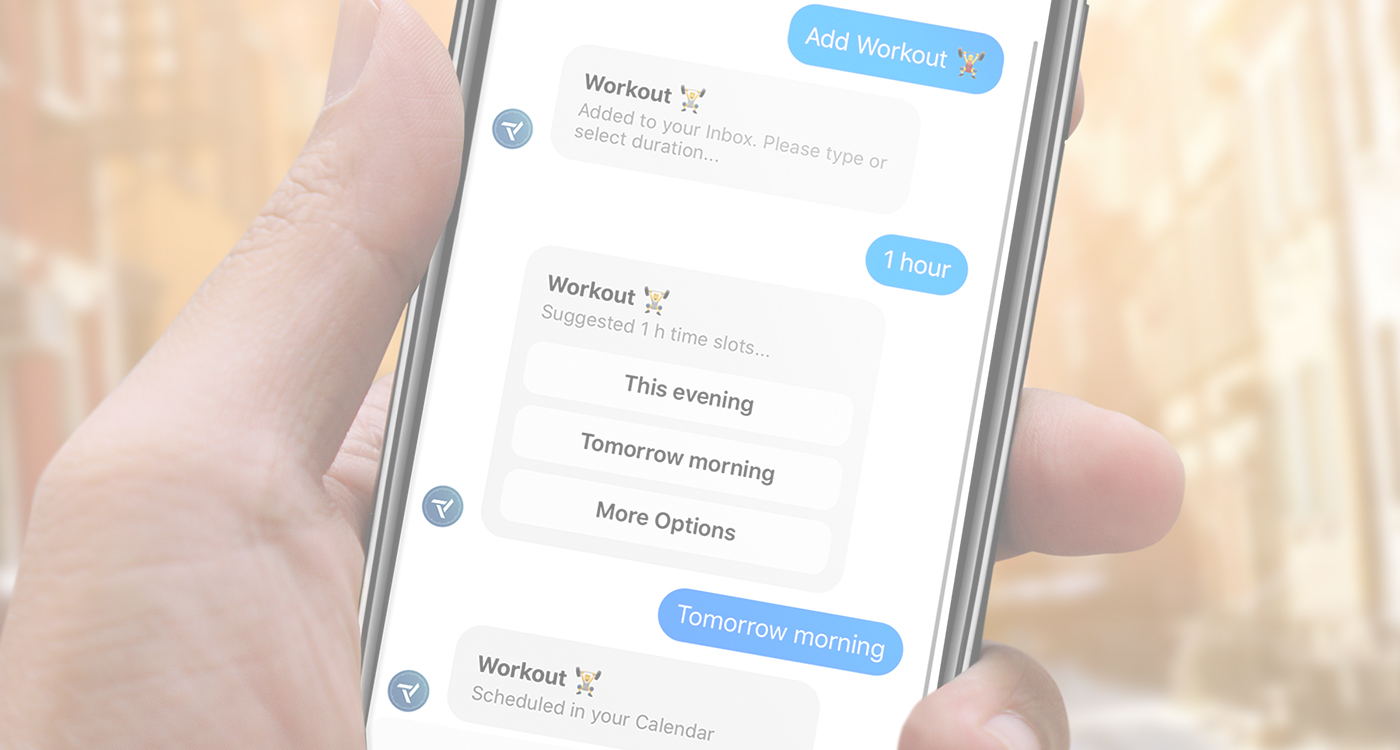 Add Workout 🏋️
Workout 🏋️
Added to your Inbox. Please type or
select duration...
1 hour
Workout 🏋️
Suggested 1 h time slots...
This evening
Tomorrow morning
More Options
Tomorrow morning
Workout 🏋️
Scheduled in your Calendar